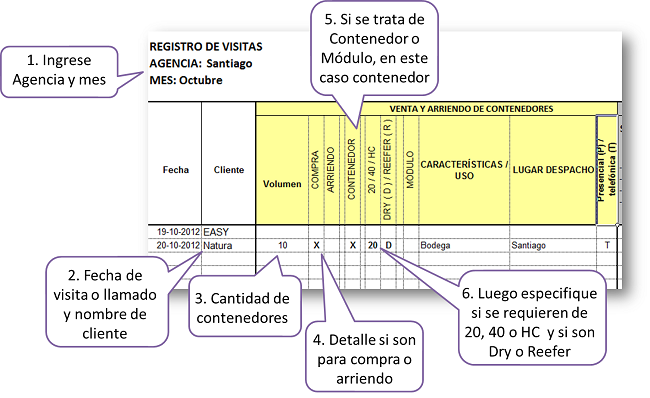 5. Si se trata de
Contenedor o
Módulo, en este
caso contenedor
1. Ingrese
Agencia y mes
REGISTRO DE VISITAS
AGENCIA: Santiago
MES: Octubre
VENTA Y ARRIENDO DE CONTENEDORES
Fecha
Cliente
Volumen
COMPRA
ARRIENDO
CONTENEDOR
20 / 40 / HC
DRY ( D ) / REEFER ( R )
MÓDULO
CARACTERÍSTICAS /
USO
LUGAR DESPACHO
Presencial (P) /
telefónica (T)
19-10-2012 EASY
20-10-2012 Natura 10 X X 20 D Bodega Santiago T
2. Fecha de
visita o llamado
y nombre de
cliente
3. Cantidad de
contenedores
4. Detalle si son
para compra o
arriendo
6. Luego especifique
si se requieren de
20, 40 o HC y si son
Dry o Reefer